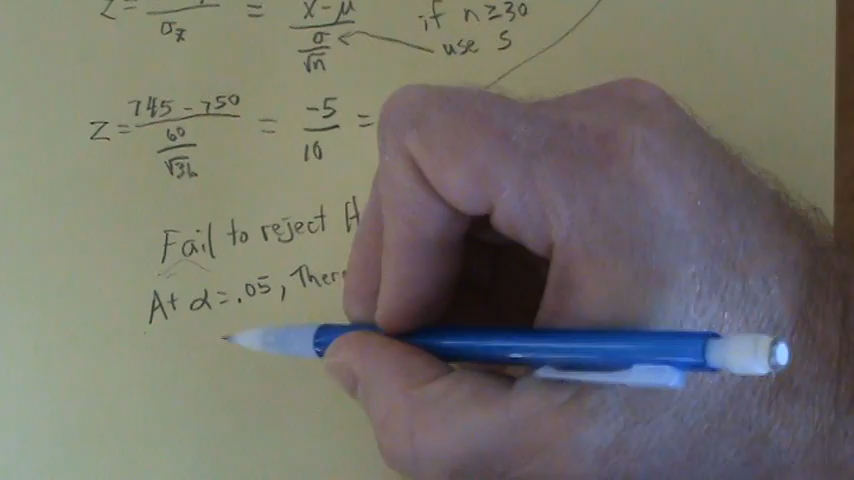 Z = = x - μ if n ≥ 30
σx̄ σ/√n use S
Z = 745 - 750 / 60/√36 = -5/10 =
Fail to reject H
At α = .05, There